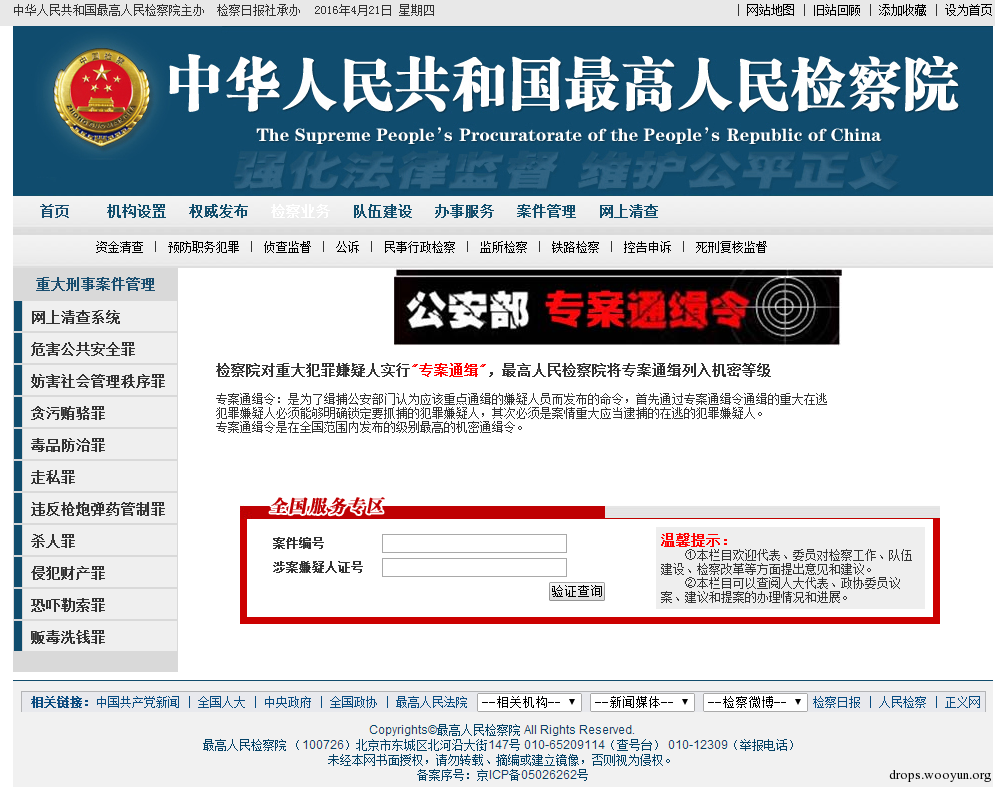 中华人民共和国最高人民检察院主办 检察日报社承办 2016年4月21日 星期四
| 网站地图 | 旧站回顾 | 添加收藏 | 设为首页
中华人民共和国最高人民检察院
The Supreme People's Procuratorate of the People's Republic of China
强化法律监督 维护公平正义
首页 机构设置 权威发布 检察业务 队伍建设 办事服务 案件管理 网上清查
资金清查 | 预防职务犯罪 | 侦查监督 | 公诉 | 民事行政检察 | 监所检察 | 铁路检察 | 控告申诉 | 死刑复核监督
重大刑事案件管理
网上清查系统
危害公共安全罪
妨害社会管理秩序罪
贪污贿骆罪
毒品防治罪
走私罪
违反枪炮弹药管制罪
杀人罪
侵犯财产罪
恐吓勒索罪
贩毒洗钱罪
公安部 专案通缉令
检察院对重大犯罪嫌疑人实行"专案通缉"，最高人民检察院将专案通缉列入机密等级
专案通缉令：是为了缉捕公安部门认为应该重点通缉的嫌疑人员而发布的命令，首先通过专案通缉令通缉的重大在逃
犯罪嫌疑人必须能够明确锁定要抓捕的犯罪嫌疑人，其次必须是案情重大应当逮捕的在逃的犯罪嫌疑人。
专案通缉令是在全国范围内发布的级别最高的机密通缉令。
全国服务专区
案件编号
涉案嫌疑人证号
验证查询
温馨提示：
①本栏目欢迎代表、委员对检察工作、队伍
建设、检察改革等方面提出意见和建议。
②本栏目可以查阅人大代表、政协委员议
案、建议和提案的办理情况和进展。
相关链接： 中国共产党新闻 | 全国人大 | 中央政府 | 全国政协 | 最高人民法院 --相关机构-- --新闻媒体-- --检察微博-- 检察日报 | 人民检察 | 正义网
Copyrights©最高人民检察院 All Rights Reserved.
最高人民检察院 （100726）北京市东城区北河沿大街147号 010-65209114（查号台） 010-12309（举报电话）
未经本网书面授权，请勿转载、摘编或建立镜像，否则视为侵权。
备案序号：京ICP备05026262号
drops.wooyun.org